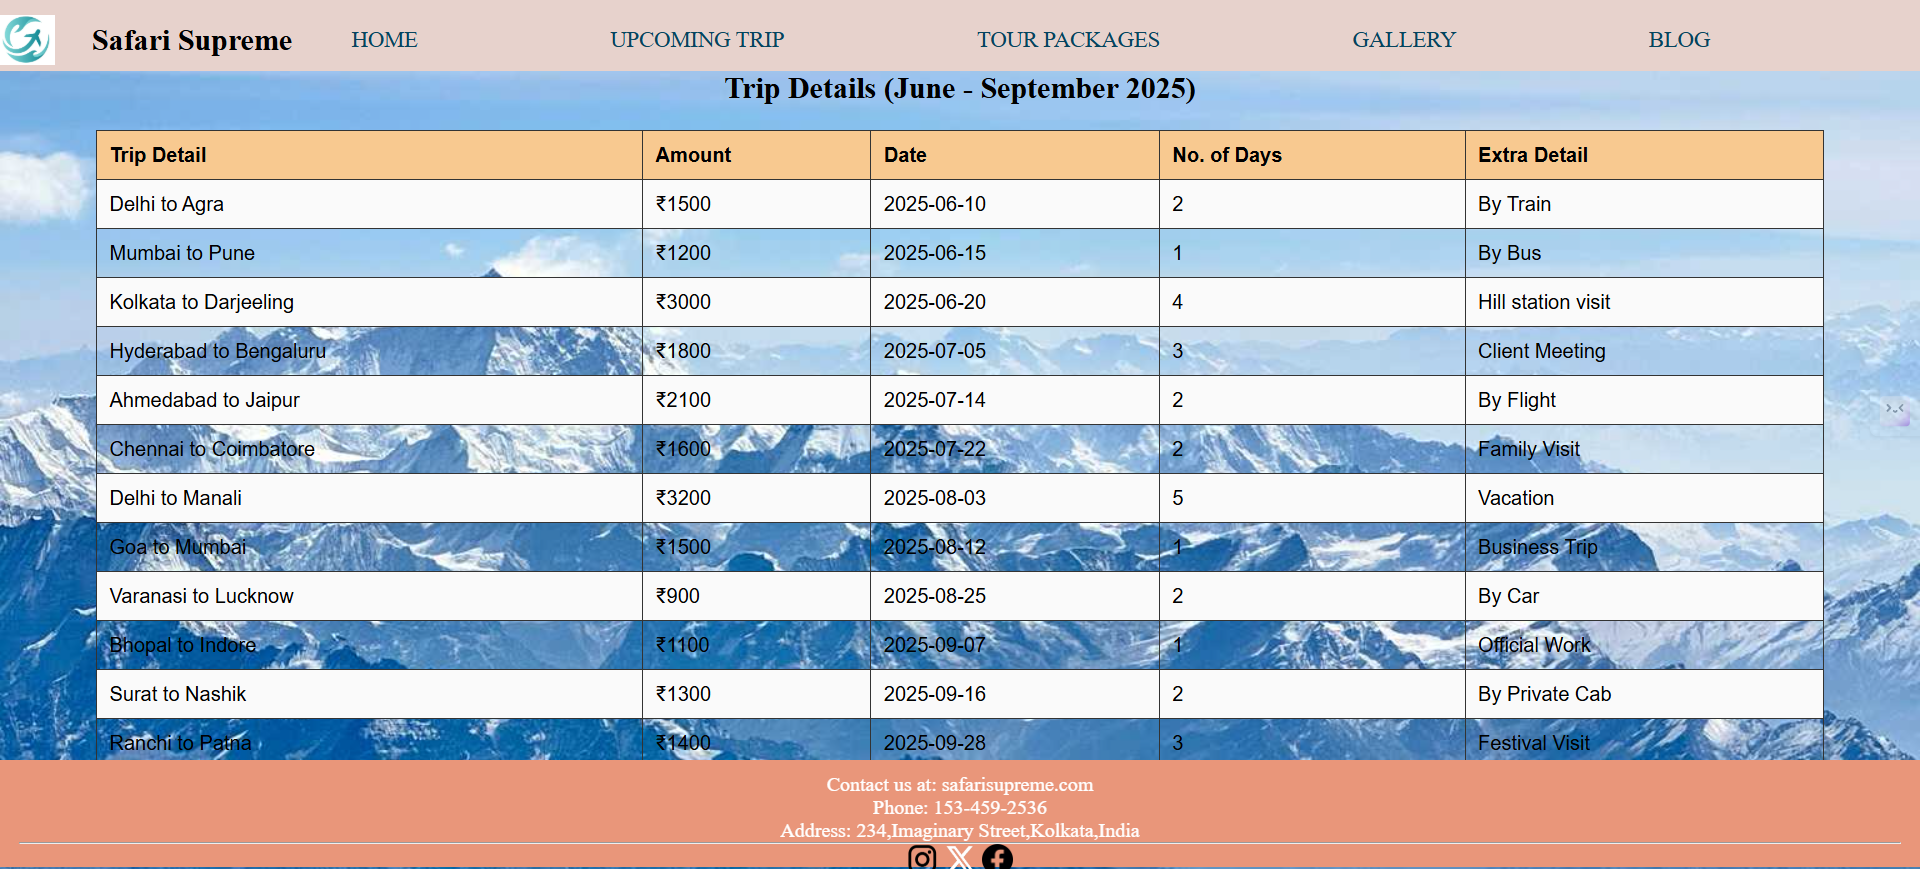 Safari Supreme HOME UPCOMING TRIP TOUR PACKAGES GALLERY BLOG
Trip Details (June - September 2025)
Trip Detail Amount Date No. of Days Extra Detail
Delhi to Agra ₹1500 2025-06-10 2 By Train
Mumbai to Pune ₹1200 2025-06-15 1 By Bus
Kolkata to Darjeeling ₹3000 2025-06-20 4 Hill station visit
Hyderabad to Bengaluru ₹1800 2025-07-05 3 Client Meeting
Ahmedabad to Jaipur ₹2100 2025-07-14 2 By Flight
Chennai to Coimbatore ₹1600 2025-07-22 2 Family Visit
Delhi to Manali ₹3200 2025-08-03 5 Vacation
Goa to Mumbai ₹1500 2025-08-12 1 Business Trip
Varanasi to Lucknow ₹900 2025-08-25 2 By Car
Bhopal to Indore ₹1100 2025-09-07 1 Official Work
Surat to Nashik ₹1300 2025-09-16 2 By Private Cab
Ranchi to Patna ₹1400 2025-09-28 3 Festival Visit
Contact us at: safarisupreme.com
Phone: 153-459-2536
Address: 234,Imaginary Street,Kolkata,India